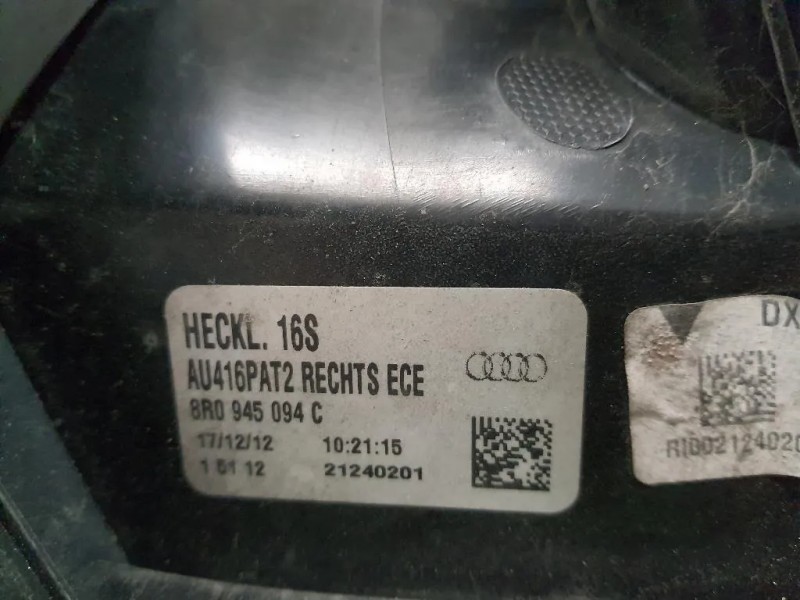 HECKL. 16S
AU416PAT2 RECHTS ECE
8R0 945 094 C
17/12/12 10:21:15
1 51 12 21240201
DX
RI002124020